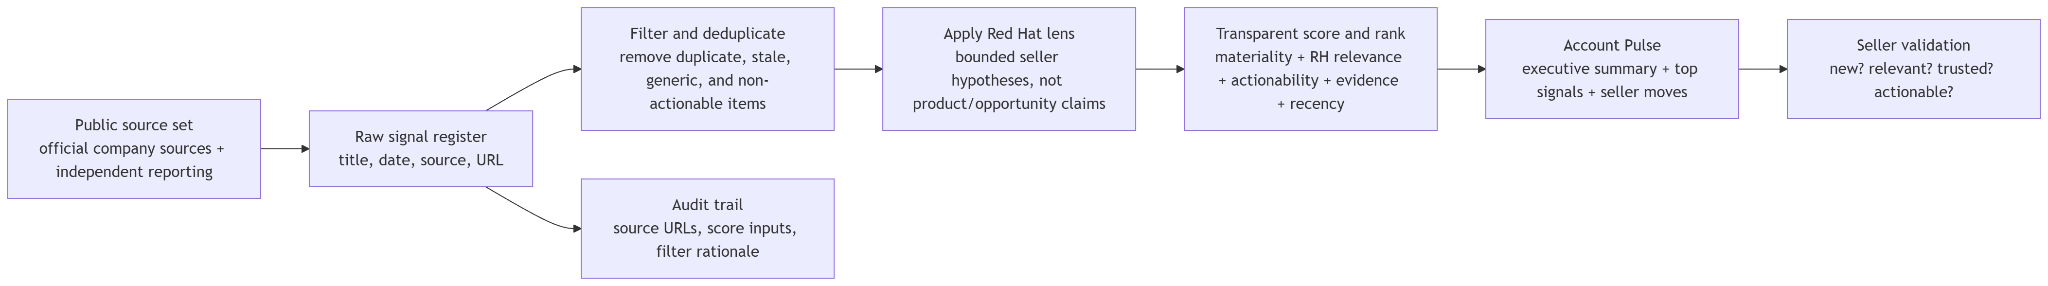 Public source set
official company sources +
independent reporting
Raw signal register
title, date, source, URL
Filter and deduplicate
remove duplicate, stale,
generic, and non-
actionable items
Audit trail
source URLs, score inputs,
filter rationale
Apply Red Hat lens
bounded seller
hypotheses, not
product/opportunity claims
Transparent score and rank
materiality + RH relevance
+ actionability + evidence
+ recency
Account Pulse
executive summary + top
signals + seller moves
Seller validation
new? relevant? trusted?
actionable?